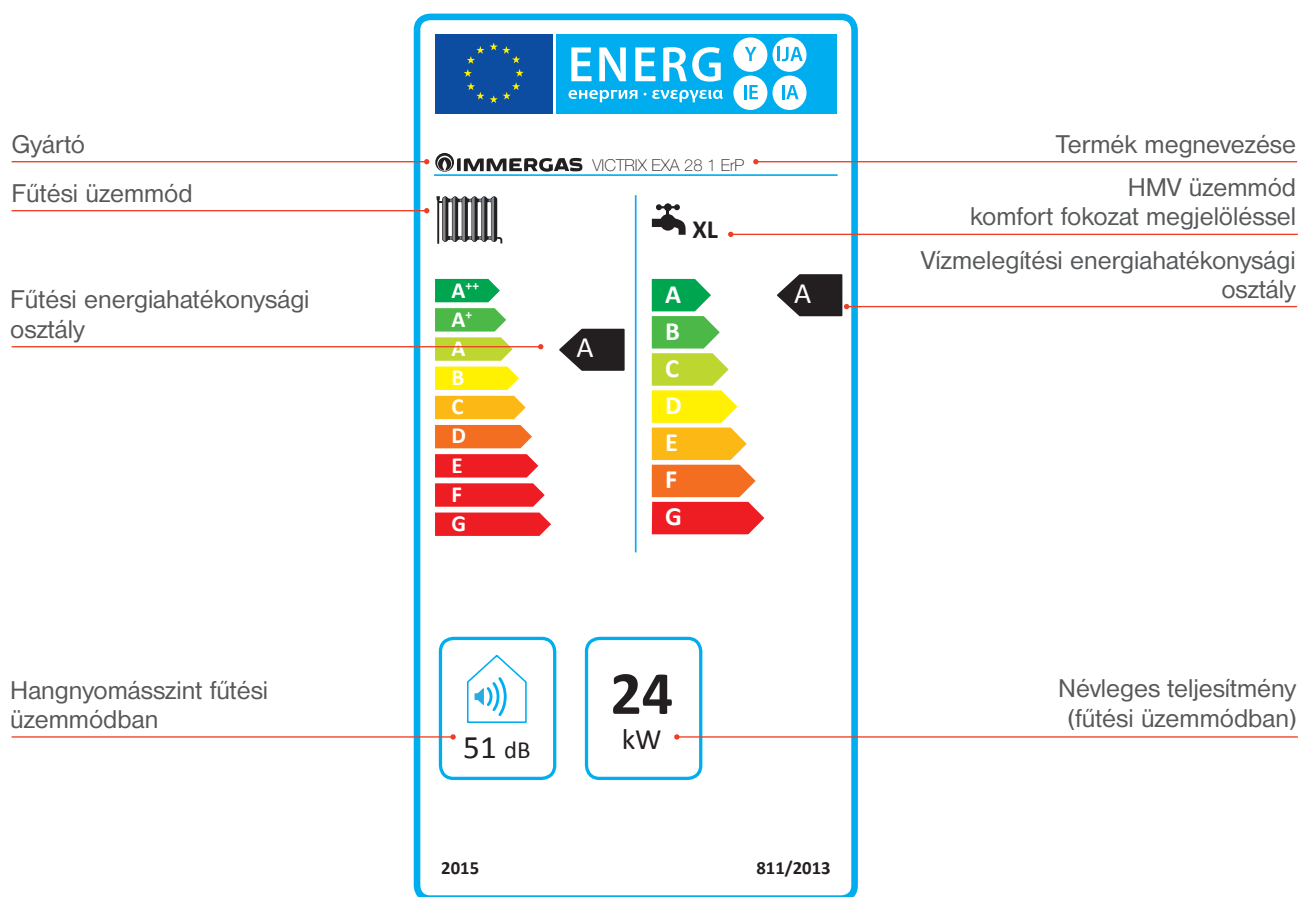 ENERG
енергия · ενεργεια
Y IJA
IE IA
Gyártó
IMMERGAS VICTRIX EXA 28 1 ErP
Termék megnevezése
Fűtési üzemmód
HMV üzemmód
komfort fokozat megjelöléssel
XL
Vízmelegítési energiahatékonysági
osztály
Fűtési energiahatékonysági
osztály
A++
A+
A
B
C
D
E
F
G
A
A
B
C
D
E
F
G
A
Hangnyomásszint fűtési
üzemmódban
51 dB
24
kW
Névleges teljesítmény
(fűtési üzemmódban)
2015
811/2013